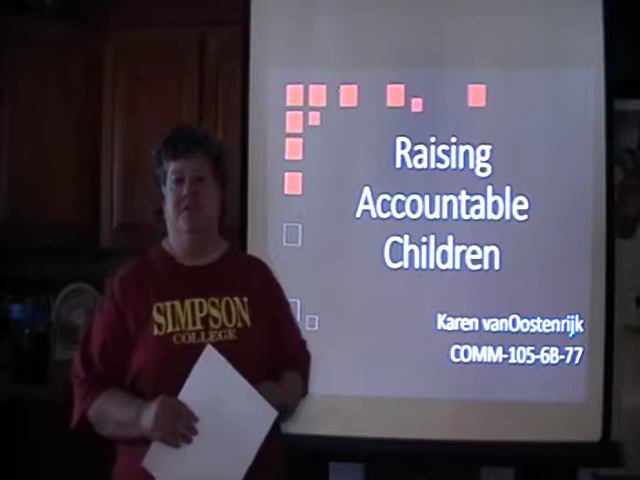 Raising
Accountable
Children
Karen vanOostenrijk
COMM-105-6B-77
SIMPSON
COLLEGE